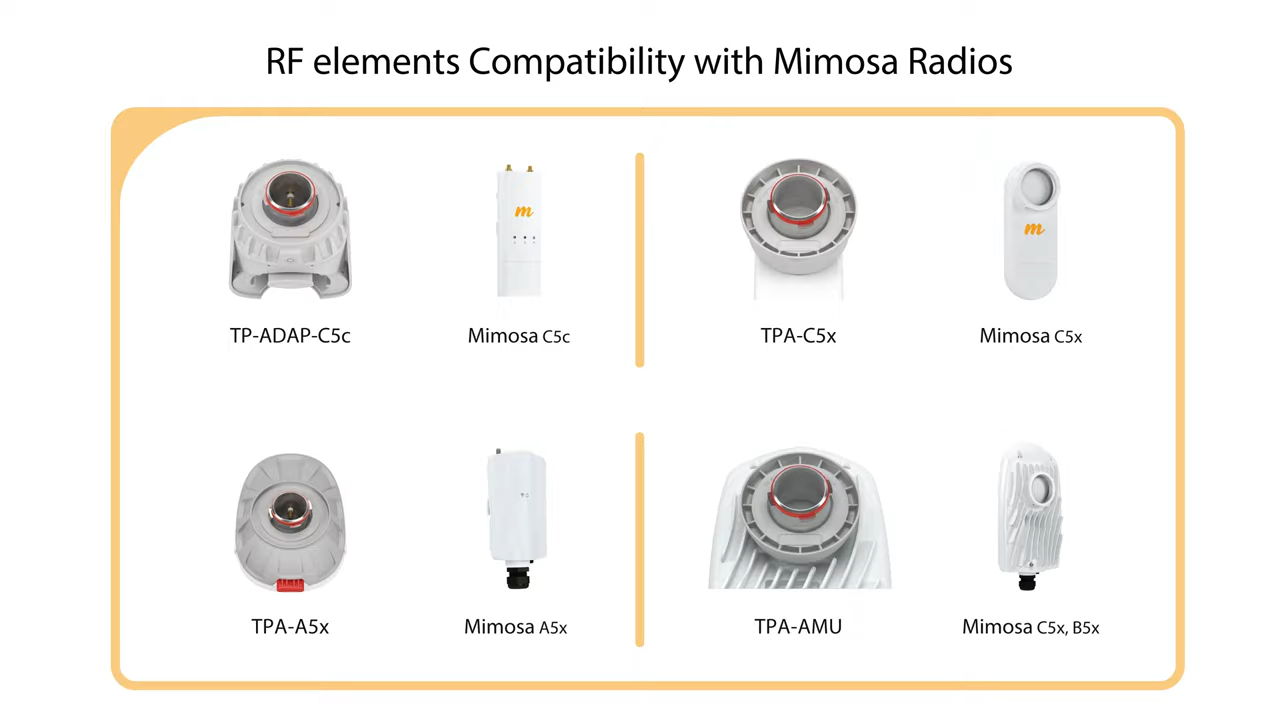 RF elements Compatibility with Mimosa Radios
TP-ADAP-C5c
Mimosa C5c
TPA-C5x
Mimosa C5x
TPA-A5x
Mimosa A5x
TPA-AMU
Mimosa C5x, B5x